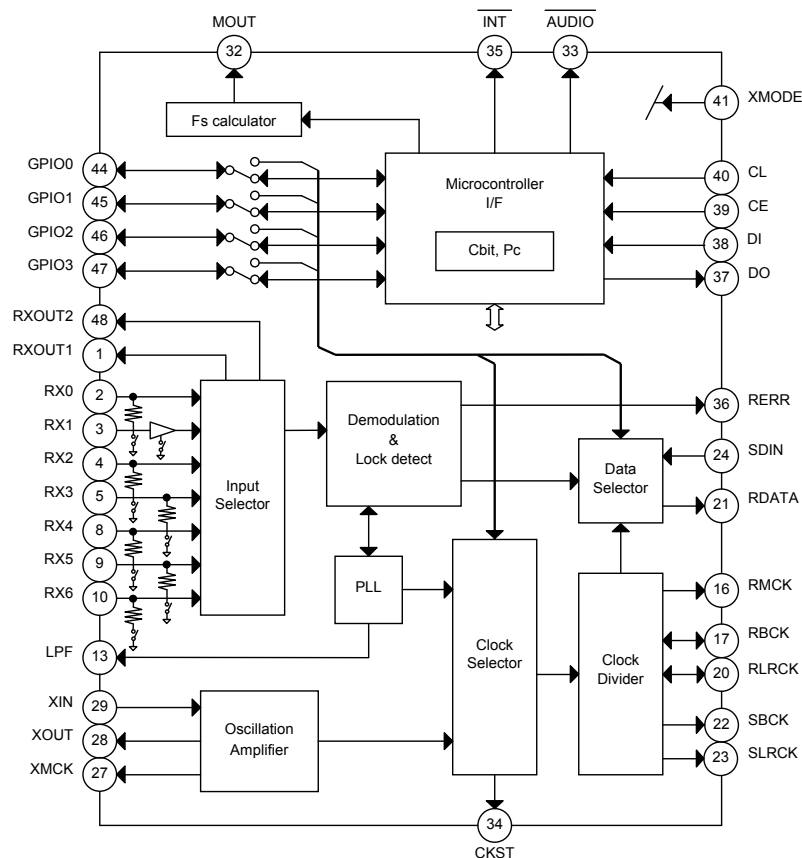 MOUT
INT
AUDIO
32
35
33
Fs calculator
41
XMODE
GPIO0
44
GPIO1
45
GPIO2
46
GPIO3
47
Microcontroller
I/F
Cbit, Pc
40
CL
39
CE
38
DI
37
DO
RXOUT2
48
RXOUT1
1
RX0
2
RX1
3
RX2
4
RX3
5
RX4
8
RX5
9
RX6
10
LPF
13
Input
Selector
Demodulation
&
Lock detect
PLL
Data
Selector
36
RERR
24
SDIN
21
RDATA
Clock
Selector
Clock
Divider
16
RMCK
17
RBCK
20
RLRCK
22
SBCK
23
SLRCK
XIN
29
XOUT
28
XMCK
27
Oscillation
Amplifier
34
CKST